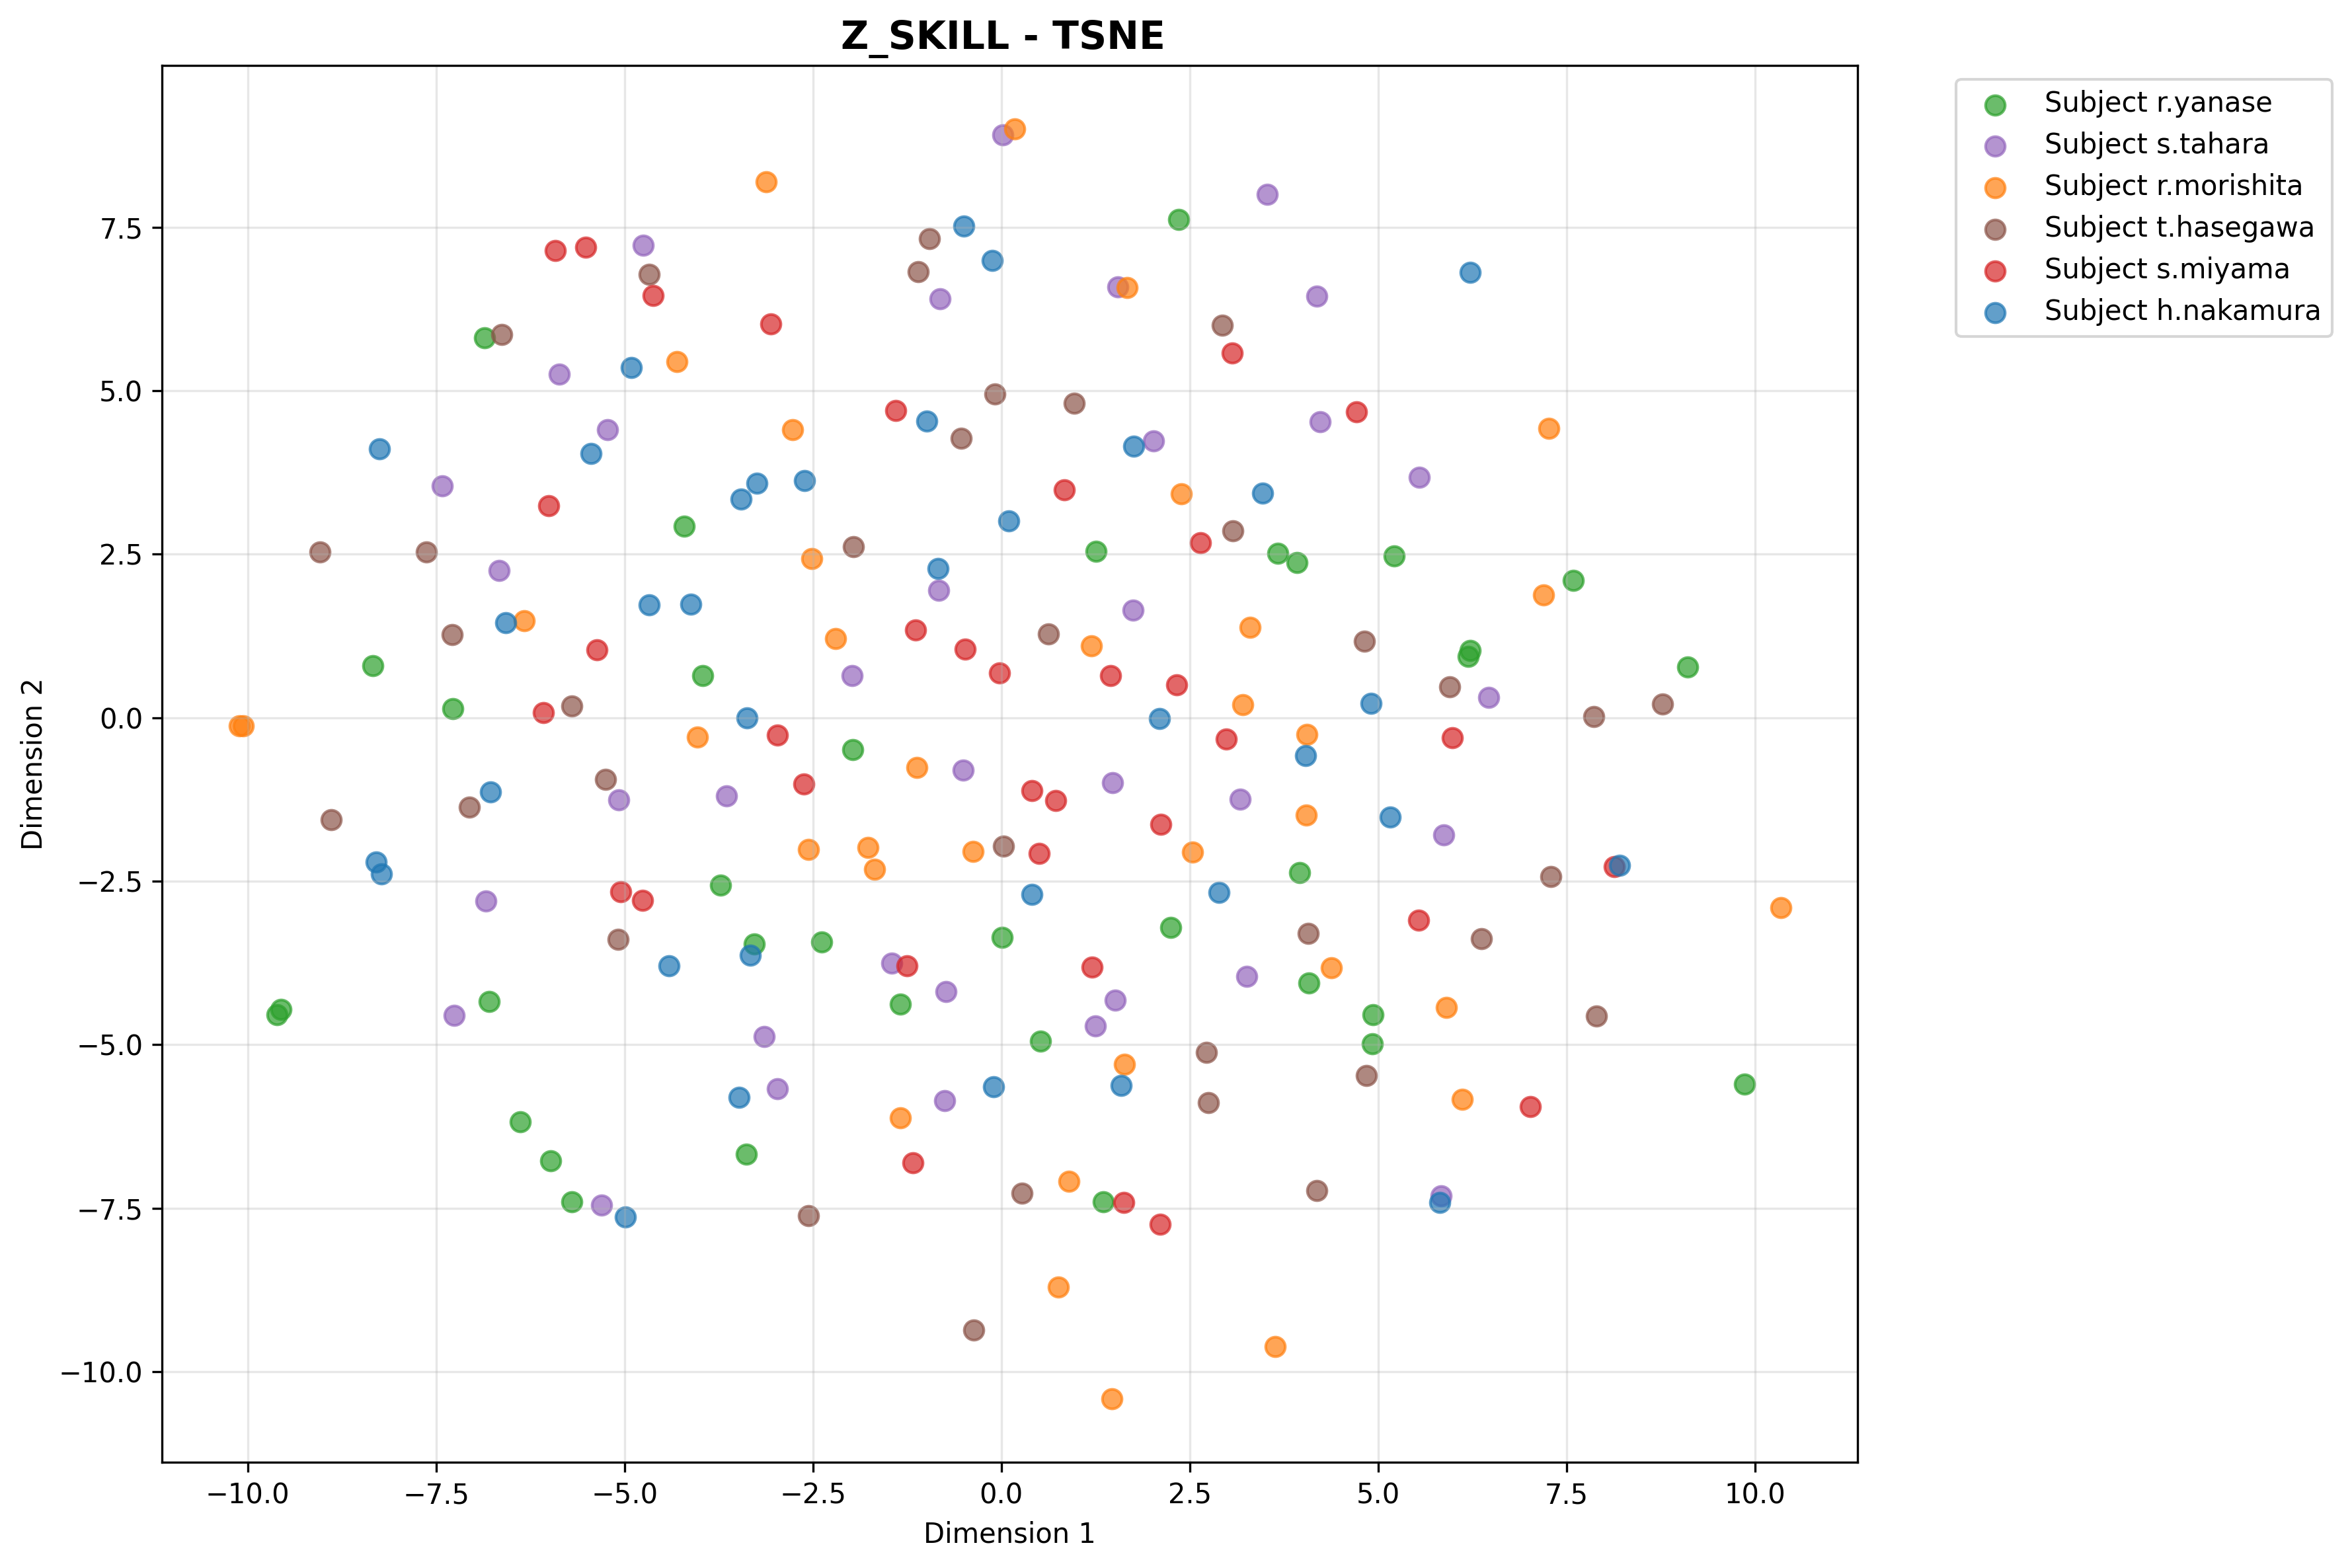 Z_SKILL - TSNE
Subject r.yanase
Subject s.tahara
Subject r.morishita
Subject t.hasegawa
Subject s.miyama
Subject h.nakamura
Dimension 2
7.5
5.0
2.5
0.0
−2.5
−5.0
−7.5
−10.0
−10.0 −7.5 −5.0 −2.5 0.0 2.5 5.0 7.5 10.0
Dimension 1